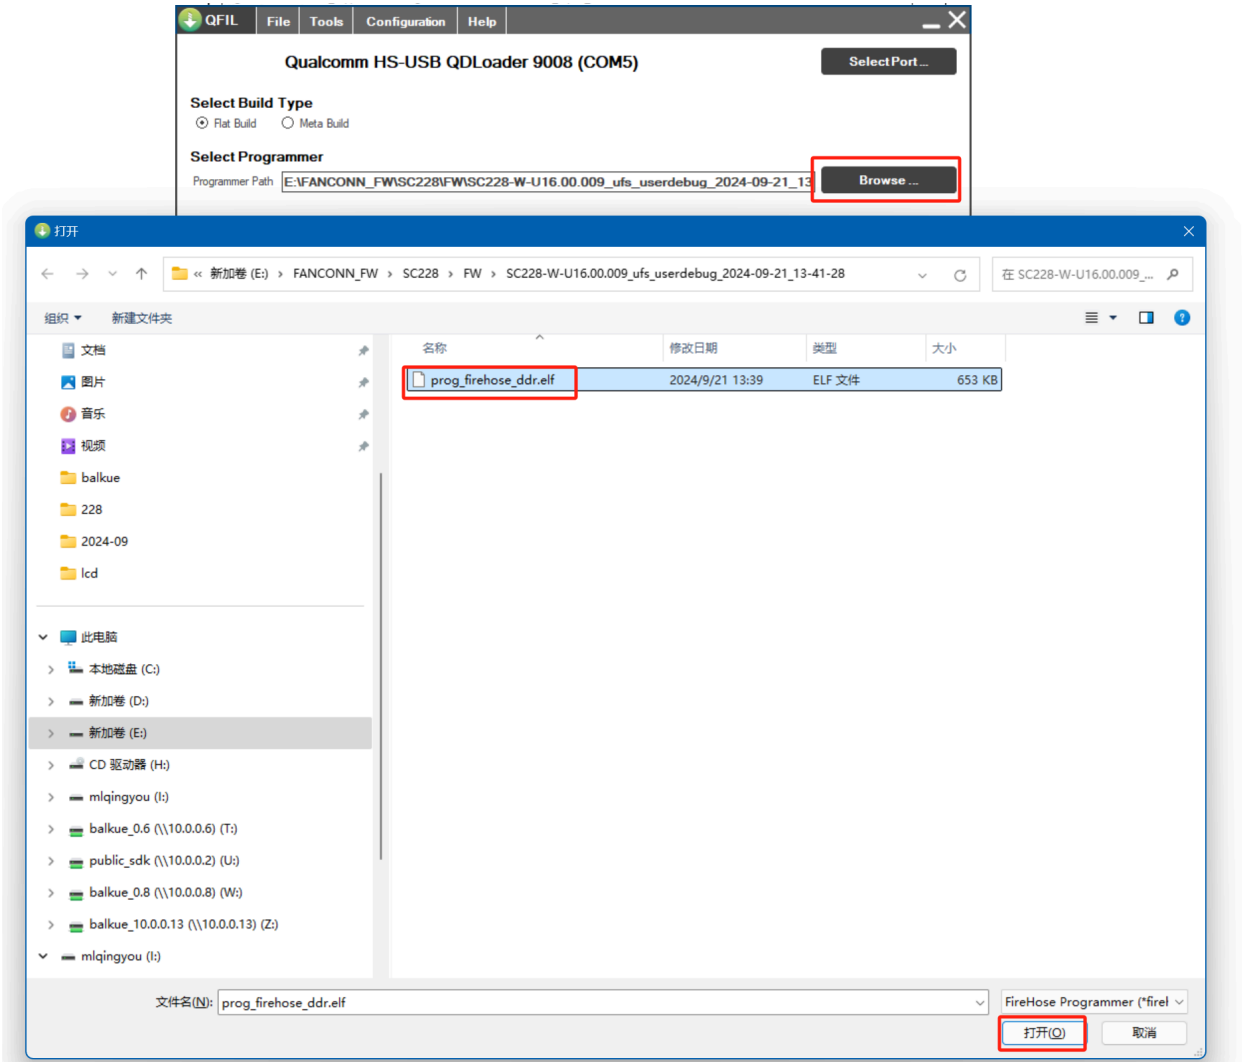 QFIL File Tools Configuration Help
Qualcomm HS-USB QDLoader 9008 (COM5) Select Port ...
Select Build Type
Flat Build Meta Build
Select Programmer
Programmer Path E:\FANCONN_FW\SC228\FW\SC228-W-U16.00.009_ufs_userdebug_2024-09-21_13 Browse ...
打开
« 新加卷 (E:) › FANCONN_FW › SC228 › FW › SC228-W-U16.00.009_ufs_userdebug_2024-09-21_13-41-28 在 SC228-W-U16.00.009_...
组织 新建文件夹
名称 修改日期 类型 大小
prog_firehose_ddr.elf 2024/9/21 13:39 ELF 文件 653 KB
文档
图片
音乐
视频
balkue
228
2024-09
lcd
此电脑
本地磁盘 (C:)
新加卷 (D:)
新加卷 (E:)
CD 驱动器 (H:)
mlqingyou (I:)
balkue_0.6 (\\10.0.0.6) (T:)
public_sdk (\\10.0.0.2) (U:)
balkue_0.8 (\\10.0.0.8) (W:)
balkue_10.0.0.13 (\\10.0.0.13) (Z:)
mlqingyou (I:)
文件名(N): prog_firehose_ddr.elf FireHose Programmer (*firel
打开(O) 取消